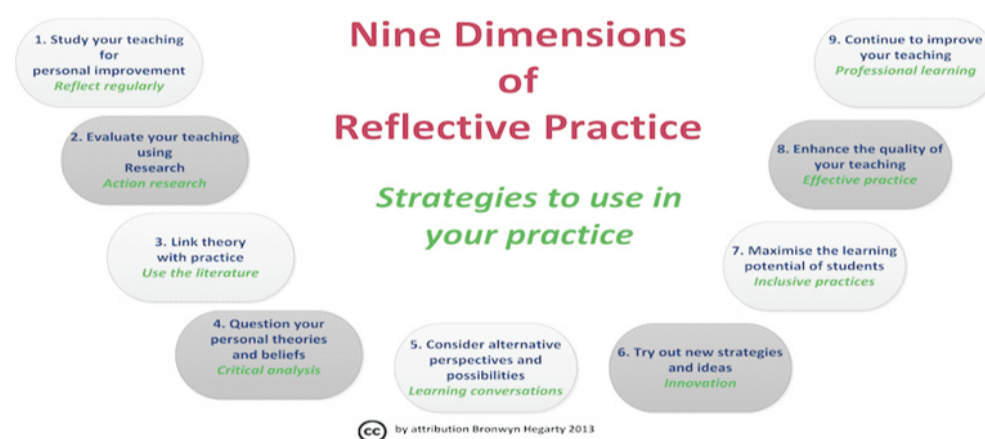 Nine Dimensions
of
Reflective Practice
Strategies to use in
your practice
1. Study your teaching
for
personal improvement
Reflect regularly
2. Evaluate your teaching
using
Research
Action research
3. Link theory
with practice
Use the literature
4. Question your
personal theories
and beliefs
Critical analysis
5. Consider alternative
perspectives and
possibilities
Learning conversations
6. Try out new strategies
and ideas
Innovation
7. Maximise the learning
potential of students
Inclusive practices
8. Enhance the quality of
your teaching
Effective practice
9. Continue to improve
your teaching
Professional learning
cc by attribution Bronwyn Hegarty 2013